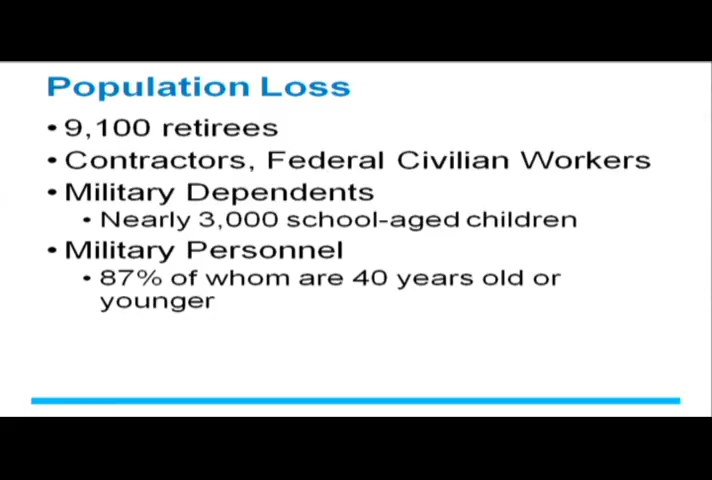 Population Loss
• 9,100 retirees
• Contractors, Federal Civilian Workers
• Military Dependents
• Nearly 3,000 school-aged children
• Military Personnel
• 87% of whom are 40 years old or
younger